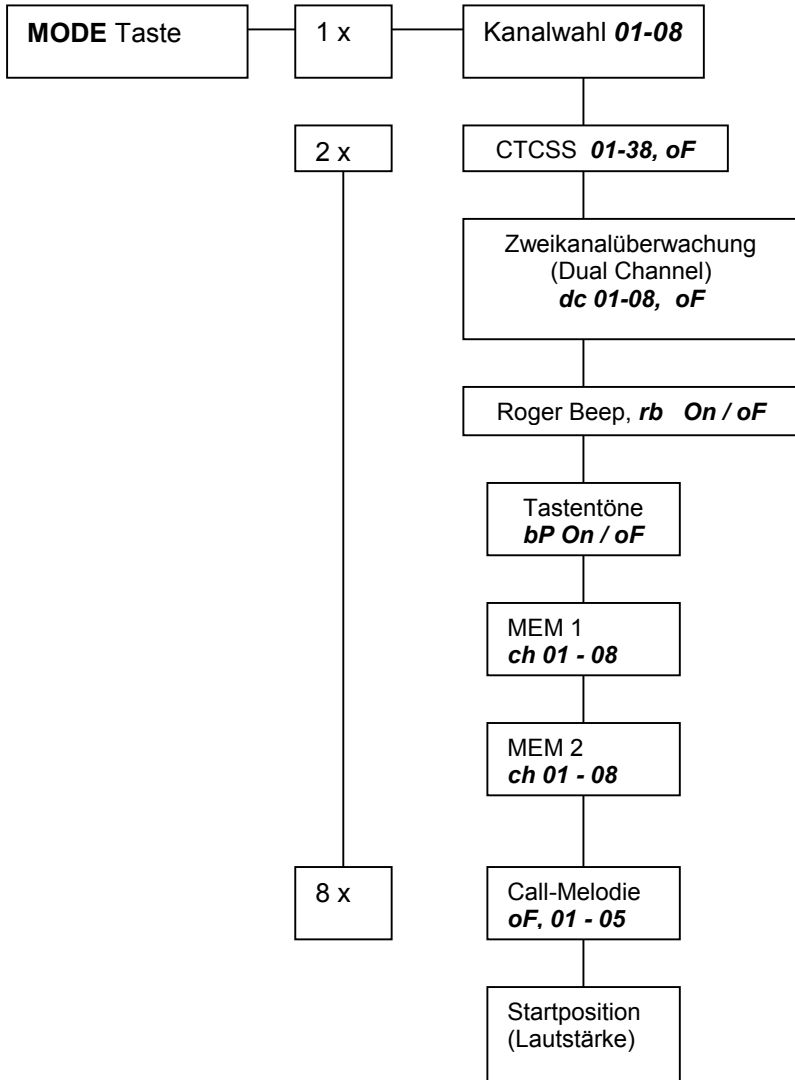 MODE Taste
1 x
Kanalwahl 01-08
2 x
CTCSS 01-38, oF
Zweikanalüberwachung
(Dual Channel)
dc 01-08, oF
Roger Beep, rb On / oF
Tastentöne
bP On / oF
MEM 1
ch 01 - 08
MEM 2
ch 01 - 08
8 x
Call-Melodie
oF, 01 - 05
Startposition
(Lautstärke)